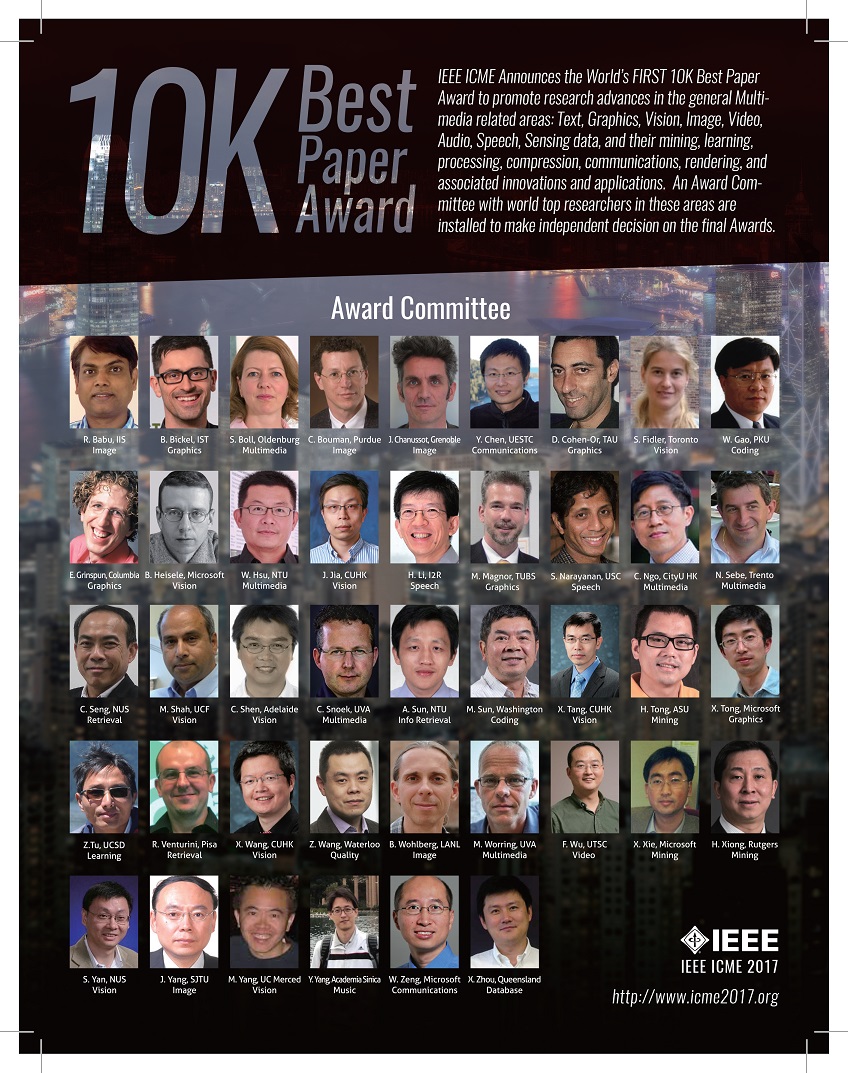 10K
Best
Paper
Award
IEEE ICME Announces the World's FIRST 10K Best Paper
Award to promote research advances in the general Multi-
media related areas: Text, Graphics, Vision, Image, Video,
Audio, Speech, Sensing data, and their mining, learning,
processing, compression, communications, rendering, and
associated innovations and applications. An Award Com-
mittee with world top researchers in these areas are
installed to make independent decision on the final Awards.
Award Committee
R. Babu, IIS
Image
B. Bickel, IST
Graphics
S. Boll, Oldenburg
Multimedia
C. Bouman, Purdue
Image
J. Chanussot, Grenoble
Image
Y. Chen, UESTC
Communications
D. Cohen-Or, TAU
Graphics
S. Fidler, Toronto
Vision
W. Gao, PKU
Coding
E. Grinspun, Columbia
Graphics
B. Heisele, Microsoft
Vision
W. Hsu, NTU
Multimedia
J. Jia, CUHK
Vision
H. Li, I2R
Speech
M. Magnor, TUBS
Graphics
S. Narayanan, USC
Speech
C. Ngo, CityU HK
Multimedia
N. Sebe, Trento
Multimedia
C. Seng, NUS
Retrieval
M. Shah, UCF
Vision
C. Shen, Adelaide
Vision
C. Snoek, UVA
Multimedia
A. Sun, NTU
Info Retrieval
M. Sun, Washington
Coding
X. Tang, CUHK
Vision
H. Tong, ASU
Mining
X. Tong, Microsoft
Graphics
Z.Tu, UCSD
Learning
R. Venturini, Pisa
Retrieval
X. Wang, CUHK
Vision
Z. Wang, Waterloo
Quality
B. Wohlberg, LANL
Image
M. Worring, UVA
Multimedia
F. Wu, UTSC
Video
X. Xie, Microsoft
Mining
H. Xiong, Rutgers
Mining
S. Yan, NUS
Vision
J. Yang, SJTU
Image
M. Yang, UC Merced
Vision
Y. Yang, Academia Sinica
Music
W. Zeng, Microsoft
Communications
X. Zhou, Queensland
Database
IEEE
IEEE ICME 2017
http://www.icme2017.org